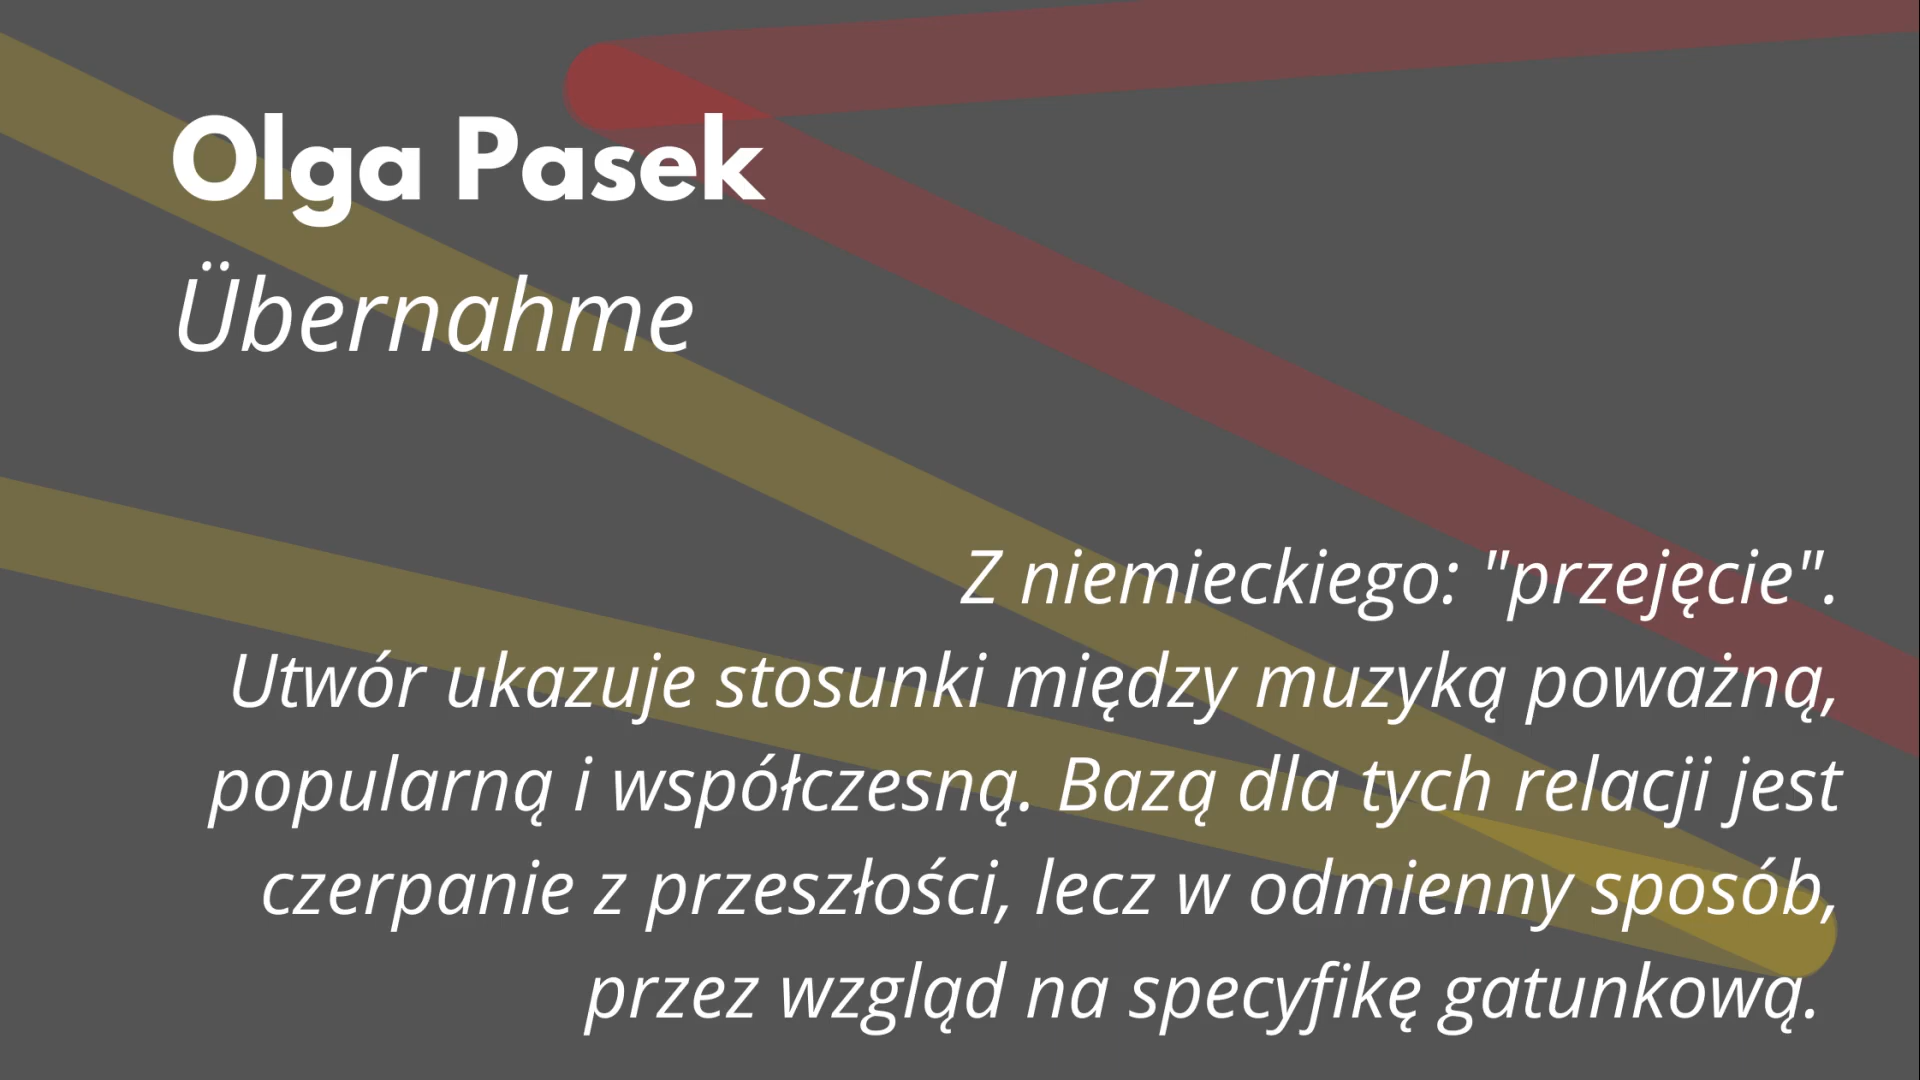 Olga Pasek
Übernahme
Z niemieckiego: "przejęcie".
Utwór ukazuje stosunki między muzyką poważną,
popularną i współczesną. Bazą dla tych relacji jest
czerpanie z przeszłości, lecz w odmienny sposób,
przez wzgląd na specyfikę gatunkową.